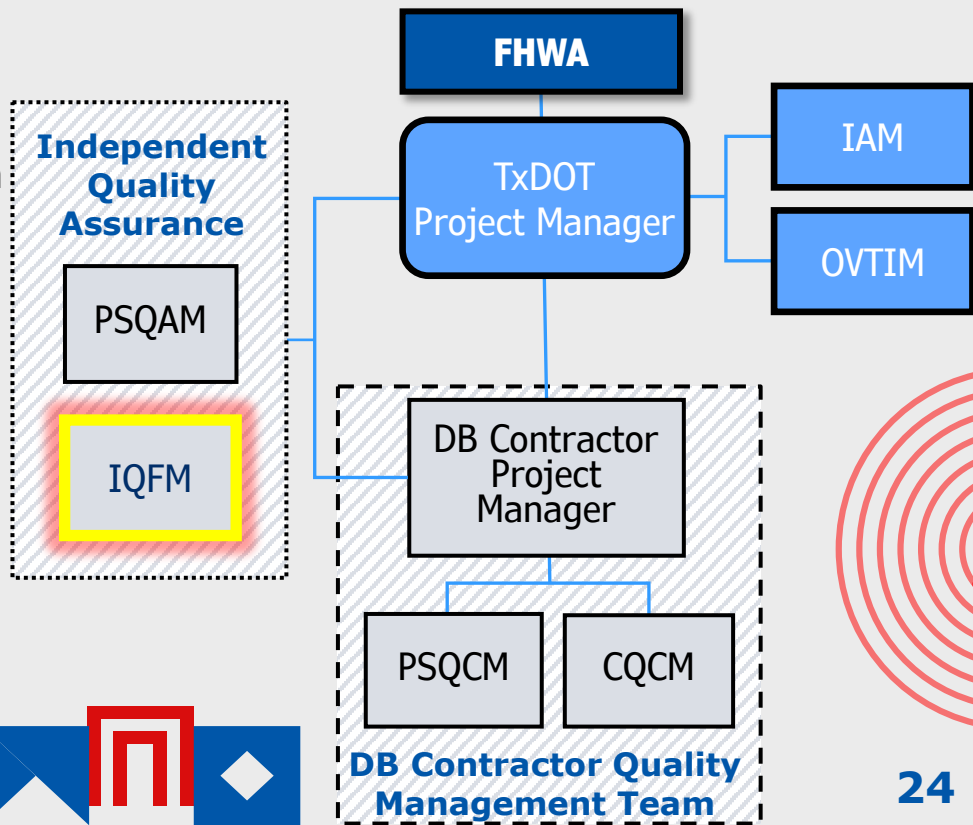 FHWA
Independent
Quality
Assurance
TxDOT
Project Manager
IAM
OVTIM
PSQAM
IQFM
DB Contractor
Project
Manager
PSQCM
CQCM
DB Contractor Quality
Management Team
24